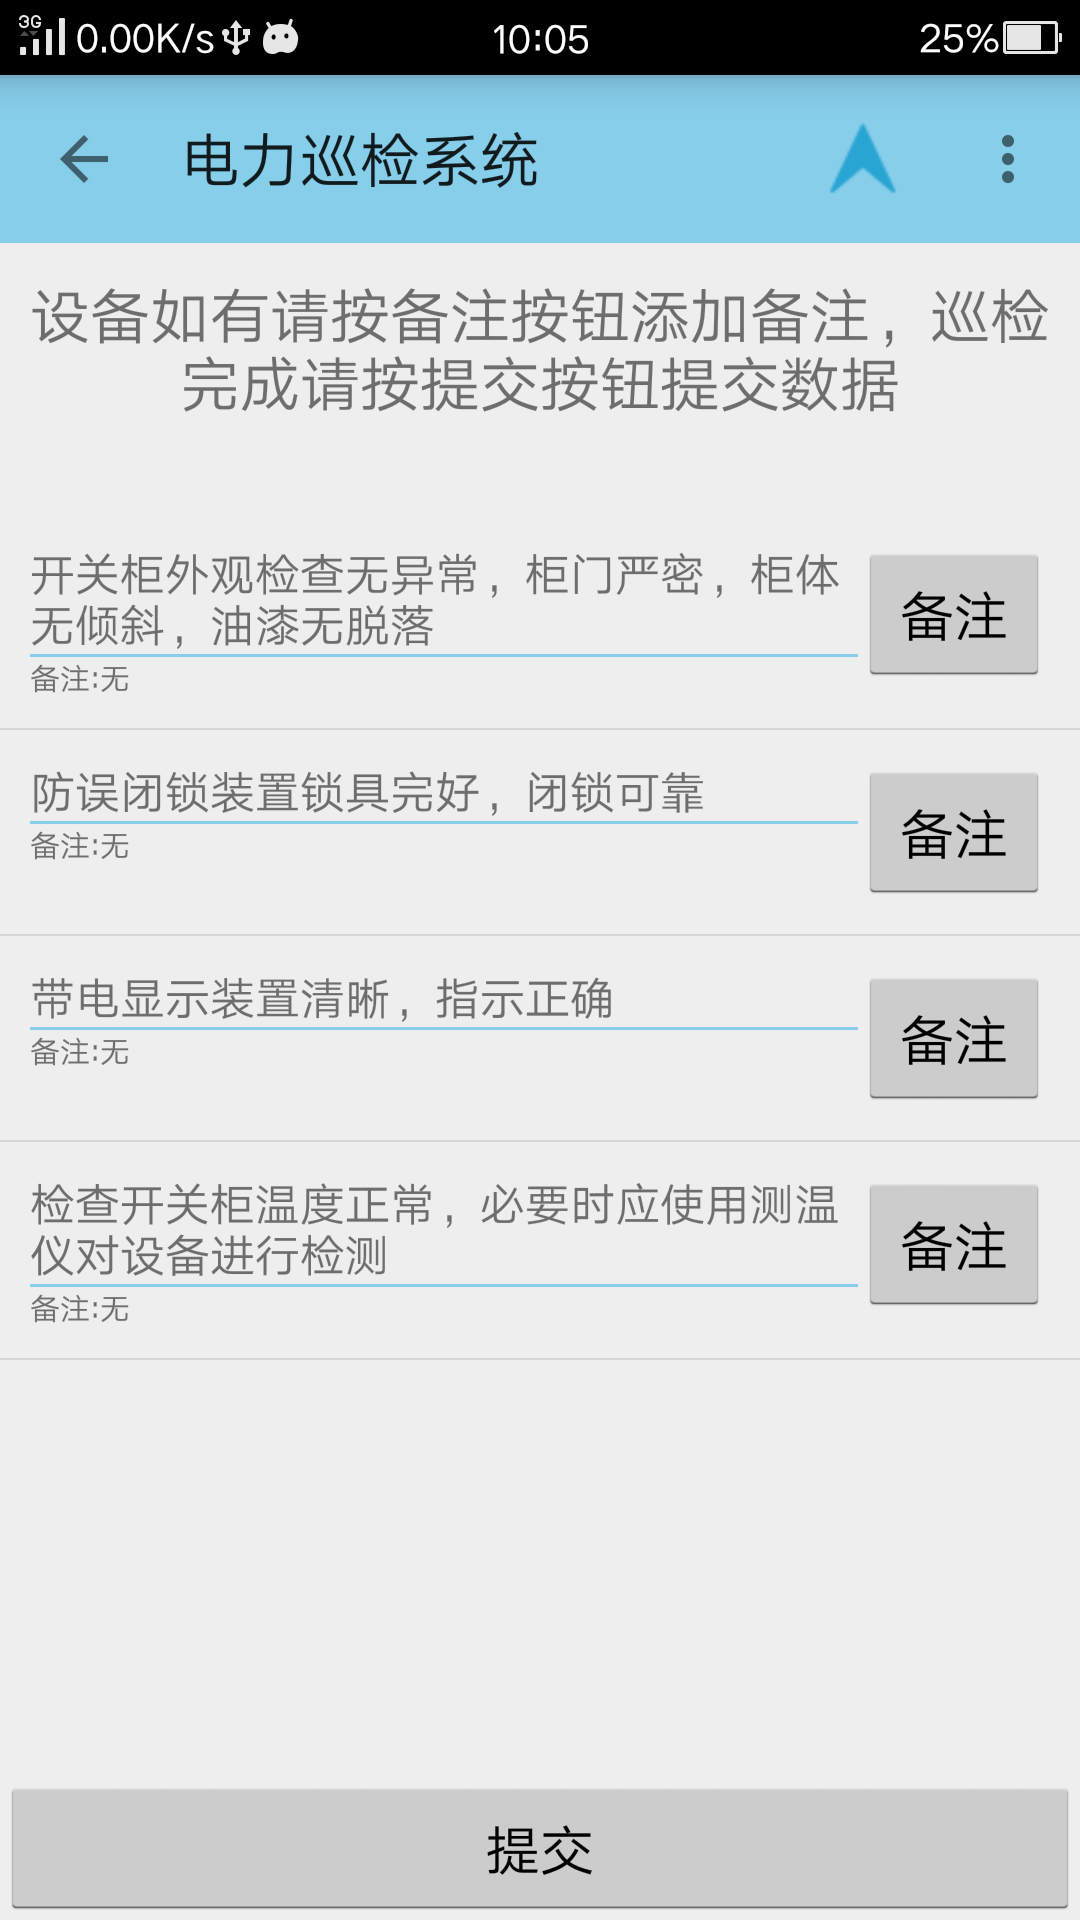 3G 0.00K/s 10:05 25%
电力巡检系统
设备如有请按备注按钮添加备注，巡检
完成请按提交按钮提交数据
开关柜外观检查无异常，柜门严密，柜体
无倾斜，油漆无脱落
备注:无
备注
防误闭锁装置锁具完好，闭锁可靠
备注:无
备注
带电显示装置清晰，指示正确
备注:无
备注
检查开关柜温度正常，必要时应使用测温
仪对设备进行检测
备注:无
备注
提交